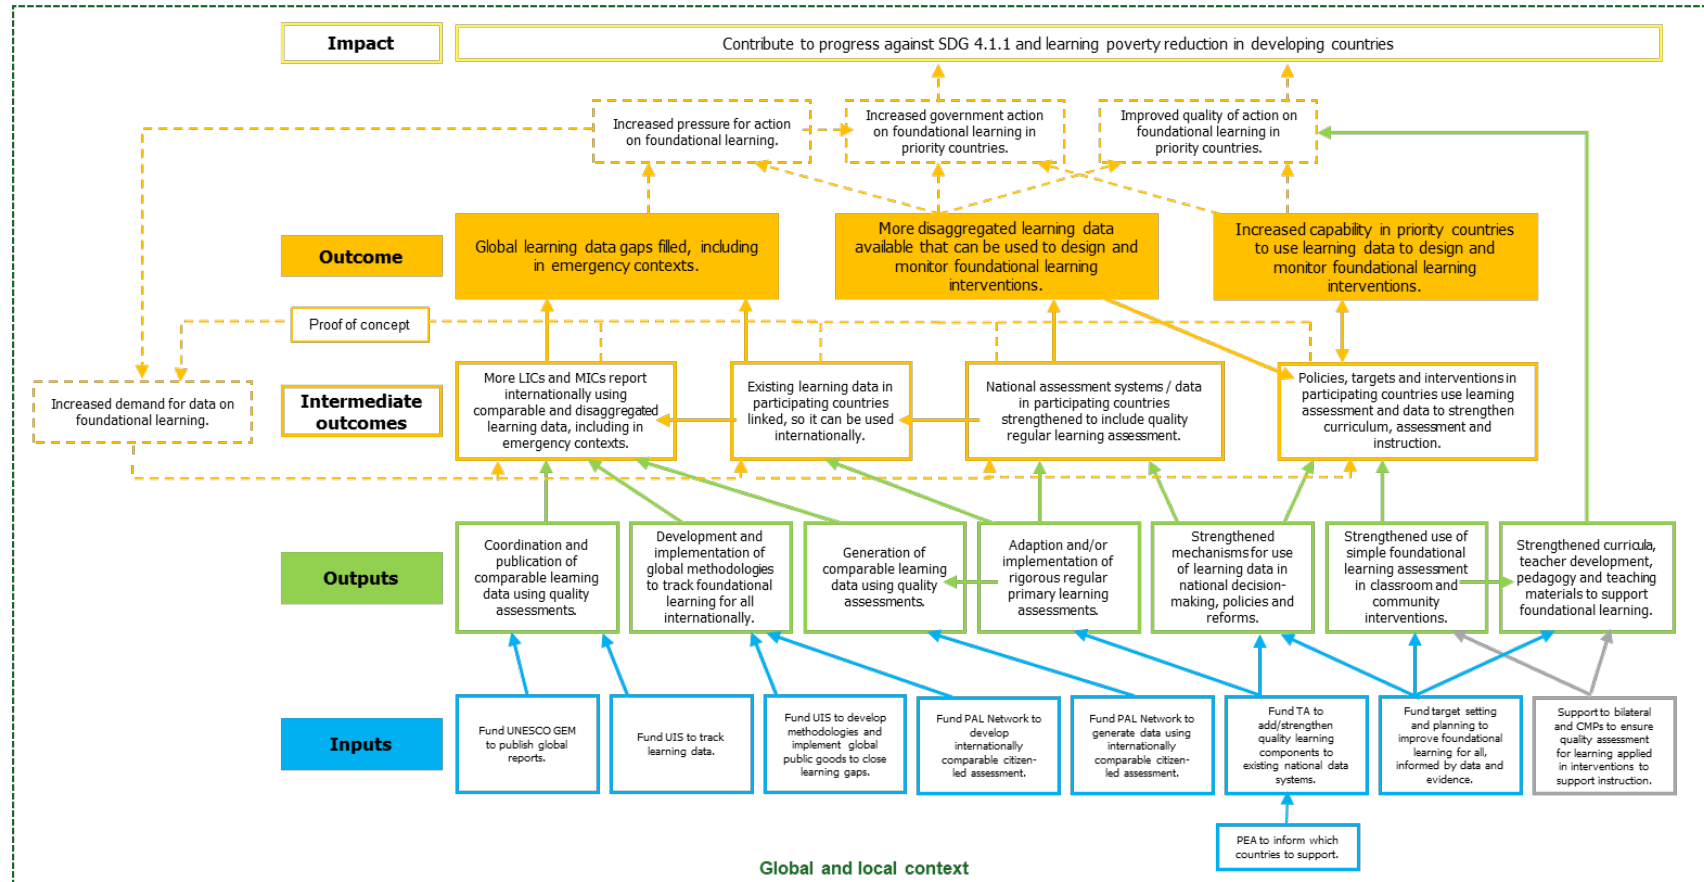 Impact
Contribute to progress against SDG 4.1.1 and learning poverty reduction in developing countries
Increased pressure for action
on foundational learning.
Increased government action
on foundational learning in
priority countries.
Improved quality of action on
foundational learning in
priority countries.
Outcome
Global learning data gaps filled, including
in emergency contexts.
More disaggregated learning data
available that can be used to design and
monitor foundational learning
interventions.
Increased capability in priority countries
to use learning data to design and
monitor foundational learning
interventions.
Proof of concept
Increased demand for data on
foundational learning.
Intermediate
outcomes
More LICs and MICs report
internationally using
comparable and disaggregated
learning data, including in
emergency contexts.
Existing learning data in
participating countries
linked, so it can be used
internationally.
National assessment systems / data
in participating countries
strengthened to include quality
regular learning assessment.
Policies, targets and interventions in
participating countries use learning
assessment and data to strengthen
curriculum, assessment and
instruction.
Outputs
Coordination and
publication of
comparable learning
data using quality
assessments.
Development and
implementation of
global methodologies
to track foundational
learning for all
internationally.
Generation of
comparable learning
data using quality
assessments.
Adaption and/or
implementation of
rigorous regular
primary learning
assessments.
Strengthened
mechanisms for use
of learning data in
national decision-
making, policies and
reforms.
Strengthened use of
simple foundational
learning assessment
in classroom and
community
interventions.
Strengthened curricula,
teacher development,
pedagogy and teaching
materials to support
foundational learning.
Inputs
Fund UNESCO GEM
to publish global
reports.
Fund UIS to track
learning data.
Fund UIS to develop
methodologies and
implement global
public goods to close
learning gaps.
Fund PAL Network to
develop
internationally
comparable citizen-
led assessment.
Fund PAL Network to
generate data using
internationally
comparable citizen-
led assessment.
Fund TA to
add/strengthen
quality learning
components to
existing national data
systems.
Fund target setting
and planning to
improve foundational
learning for all,
informed by data and
evidence.
Support to bilateral
and CMPs to ensure
quality assessment
for learning applied
in interventions to
support instruction.
PEA to inform which
countries to support.
Global and local context